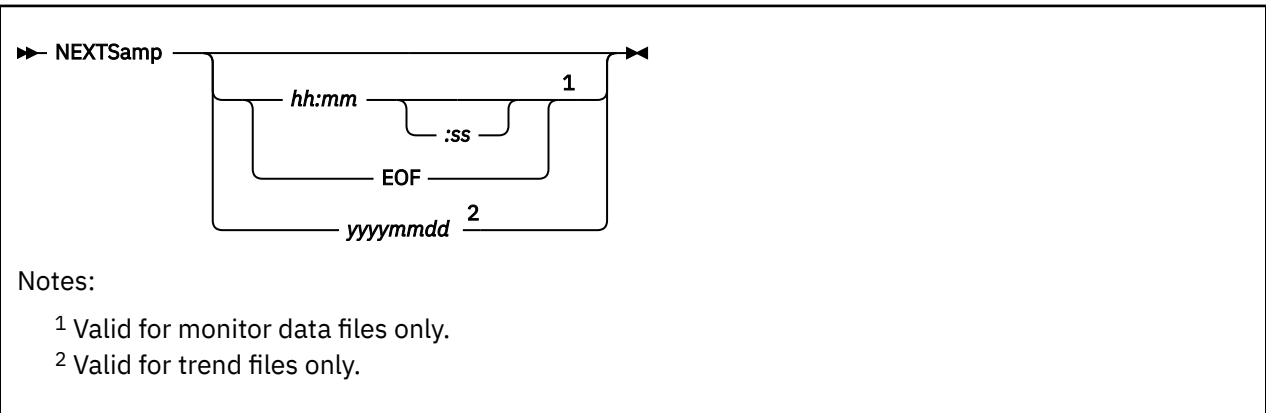 NEXTSamp
hh:mm 1
:ss
EOF
yyyymmdd 2
Notes:
1 Valid for monitor data files only.
2 Valid for trend files only.